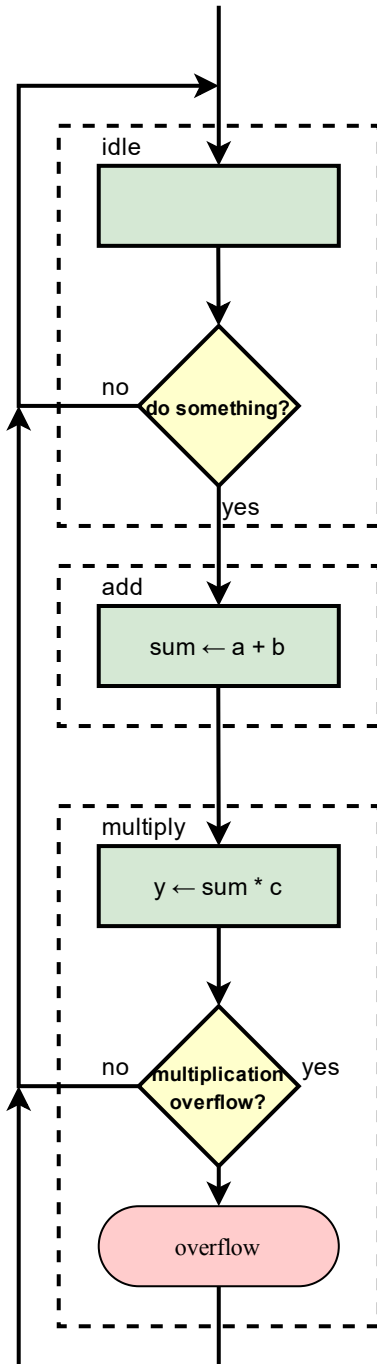 idle
no
do something?
yes
add
sum ← a + b
multiply
y ← sum * c
no
multiplication
overflow?
yes
overflow